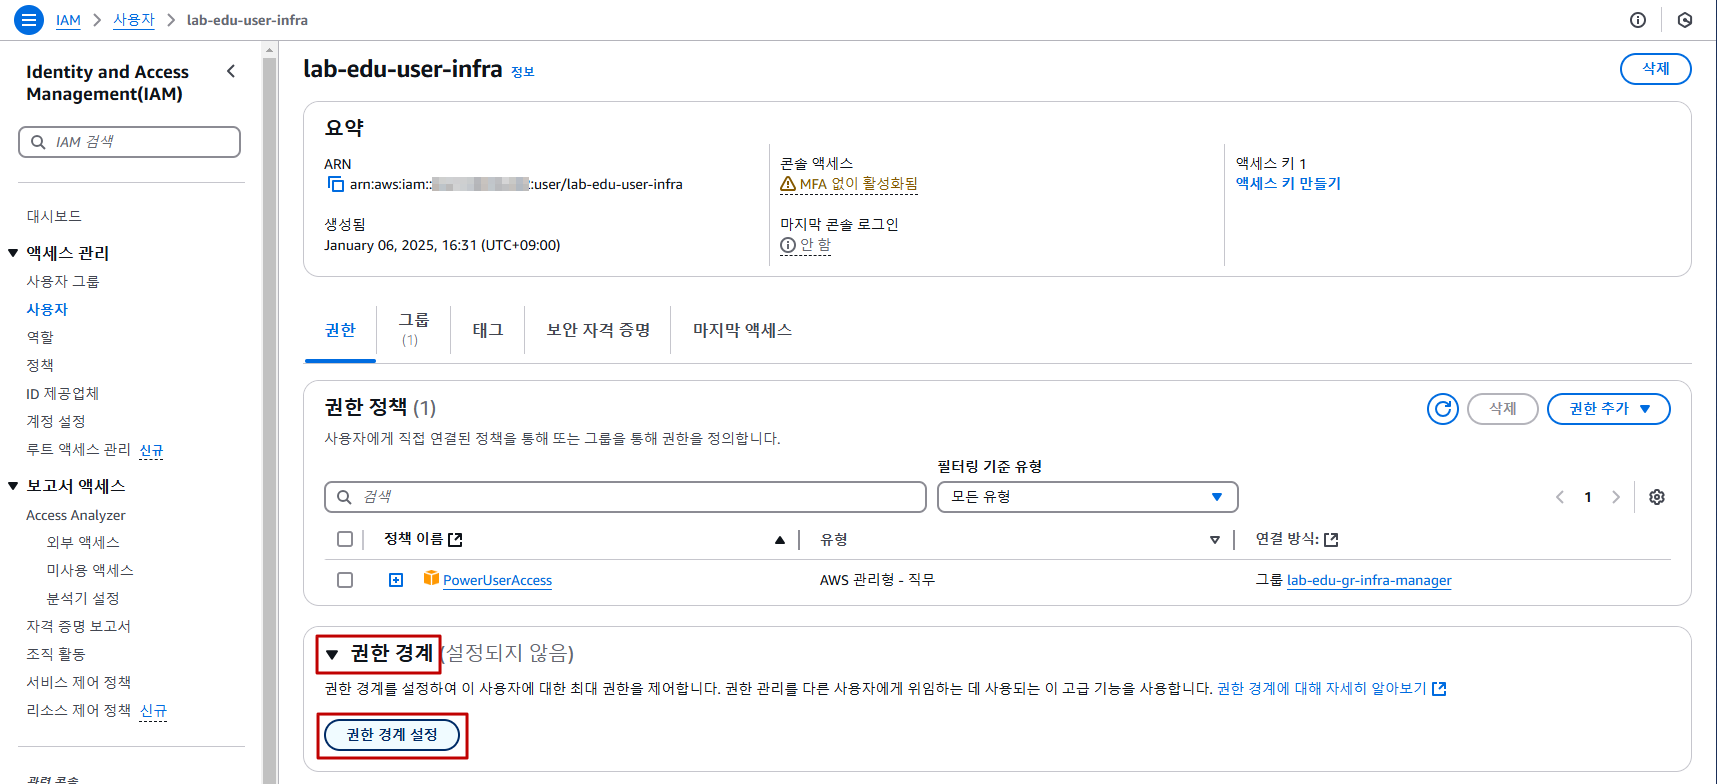 IAM > 사용자 > lab-edu-user-infra
Identity and Access
Management(IAM)
IAM 검색
대시보드
액세스 관리
사용자 그룹
사용자
역할
정책
ID 제공업체
계정 설정
루트 액세스 관리 신규
보고서 액세스
Access Analyzer
외부 액세스
미사용 액세스
분석기 설정
자격 증명 보고서
조직 활동
서비스 제어 정책
리소스 제어 정책 신규
관련 콘솔
lab-edu-user-infra 정보
삭제
요약
ARN
arn:aws:iam:: :user/lab-edu-user-infra
생성됨
January 06, 2025, 16:31 (UTC+09:00)
콘솔 액세스
MFA 없이 활성화됨
마지막 콘솔 로그인
안 함
액세스 키 1
액세스 키 만들기
권한
그룹
(1)
태그
보안 자격 증명
마지막 액세스
권한 정책 (1)
삭제
권한 추가
사용자에게 직접 연결된 정책을 통해 또는 그룹을 통해 권한을 정의합니다.
필터링 기준 유형
검색
모든 유형
1
정책 이름
유형
연결 방식:
PowerUserAccess
AWS 관리형 - 직무
그룹 lab-edu-gr-infra-manager
권한 경계 (설정되지 않음)
권한 경계를 설정하여 이 사용자에 대한 최대 권한을 제어합니다. 권한 관리를 다른 사용자에게 위임하는 데 사용되는 이 고급 기능을 사용합니다. 권한 경계에 대해 자세히 알아보기
권한 경계 설정